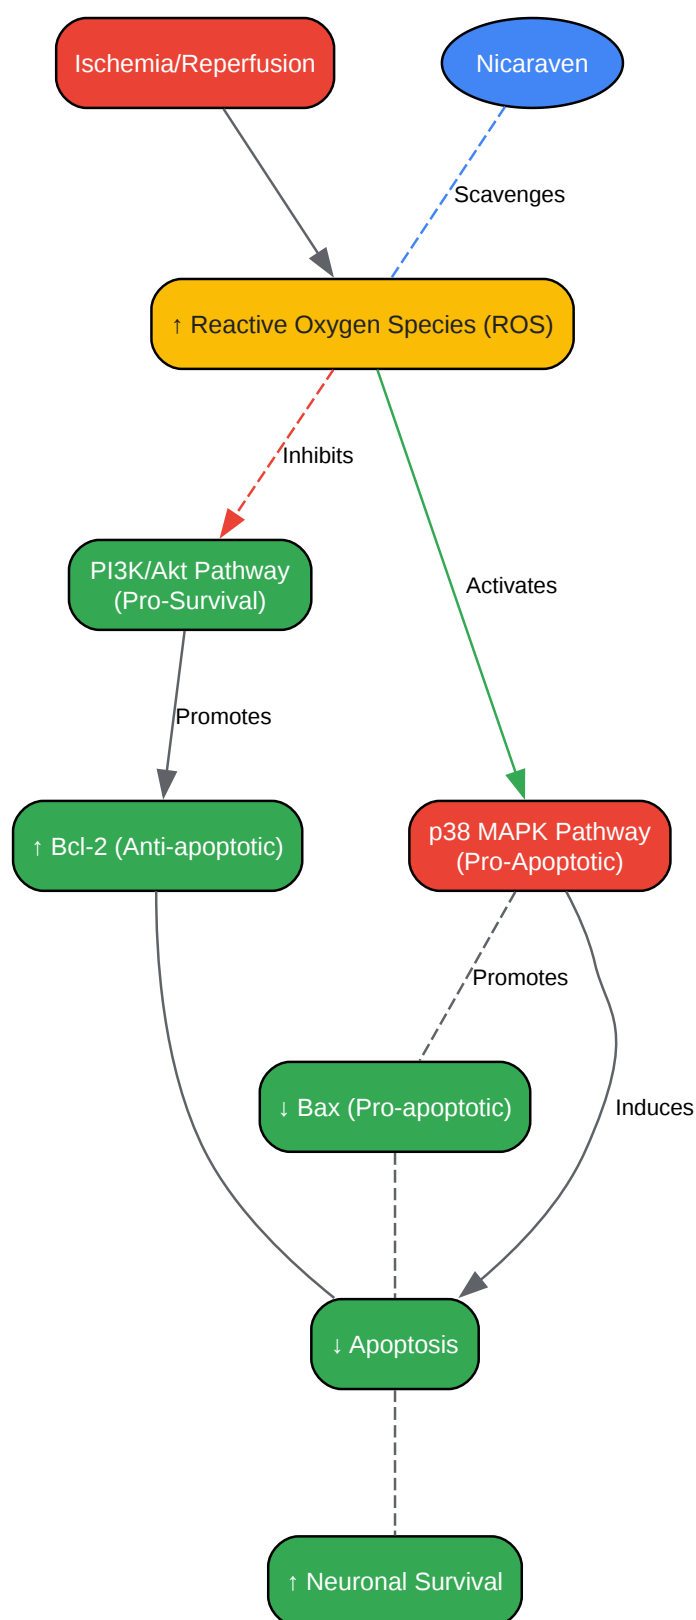 Ischemia/Reperfusion
Nicaraven
Scavenges
↑ Reactive Oxygen Species (ROS)
Inhibits
PI3K/Akt Pathway
(Pro-Survival)
Activates
Promotes
↑ Bcl-2 (Anti-apoptotic)
p38 MAPK Pathway
(Pro-Apoptotic)
Promotes
↓ Bax (Pro-apoptotic)
Induces
↓ Apoptosis
↑ Neuronal Survival